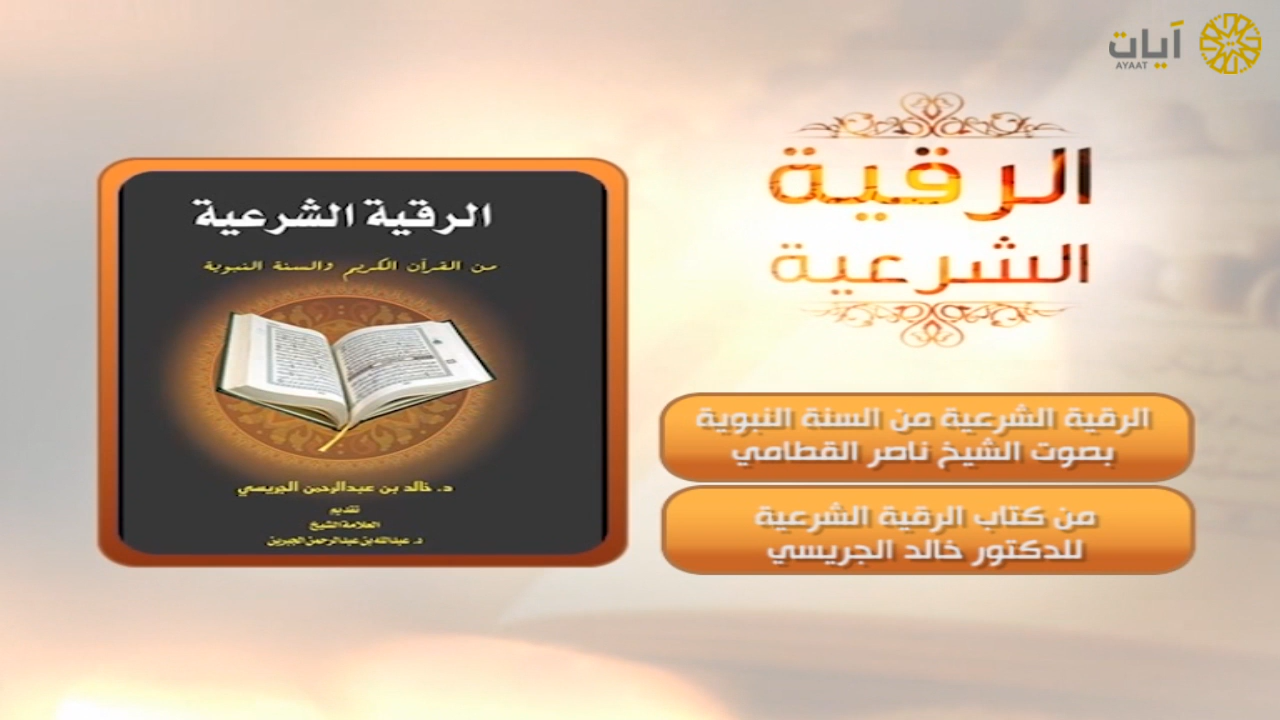 آيات
AYAAT
الرقية
الشرعية
الرقية الشرعية من السنة النبوية
بصوت الشيخ ناصر القطامي
من كتاب الرقية الشرعية
للدكتور خالد الجريسي
الرقية الشرعية
من القرآن الكريم والسنة النبوية
د. خالد بن عبدالرحمن الجريسي
تقديم
العلامة الشيخ
د. عبدالله بن عبدالرحمن الجبرين